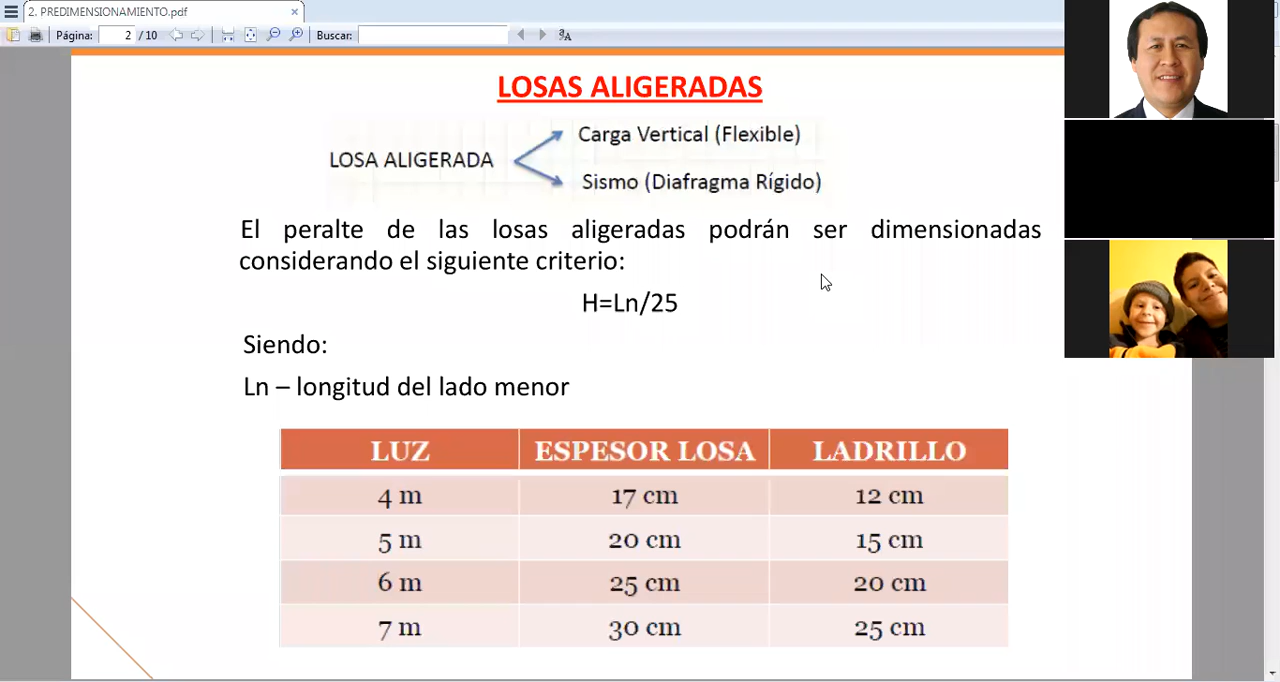 2. PREDIMENSIONAMIENTO.pdf
Página: 2 / 10 Buscar:
LOSAS ALIGERADAS
LOSA ALIGERADA
Carga Vertical (Flexible)
Sismo (Diafragma Rígido)
El peralte de las losas aligeradas podrán ser dimensionadas
considerando el siguiente criterio:
H=Ln/25
Siendo:
Ln – longitud del lado menor
LUZ ESPESOR LOSA LADRILLO
4 m 17 cm 12 cm
5 m 20 cm 15 cm
6 m 25 cm 20 cm
7 m 30 cm 25 cm